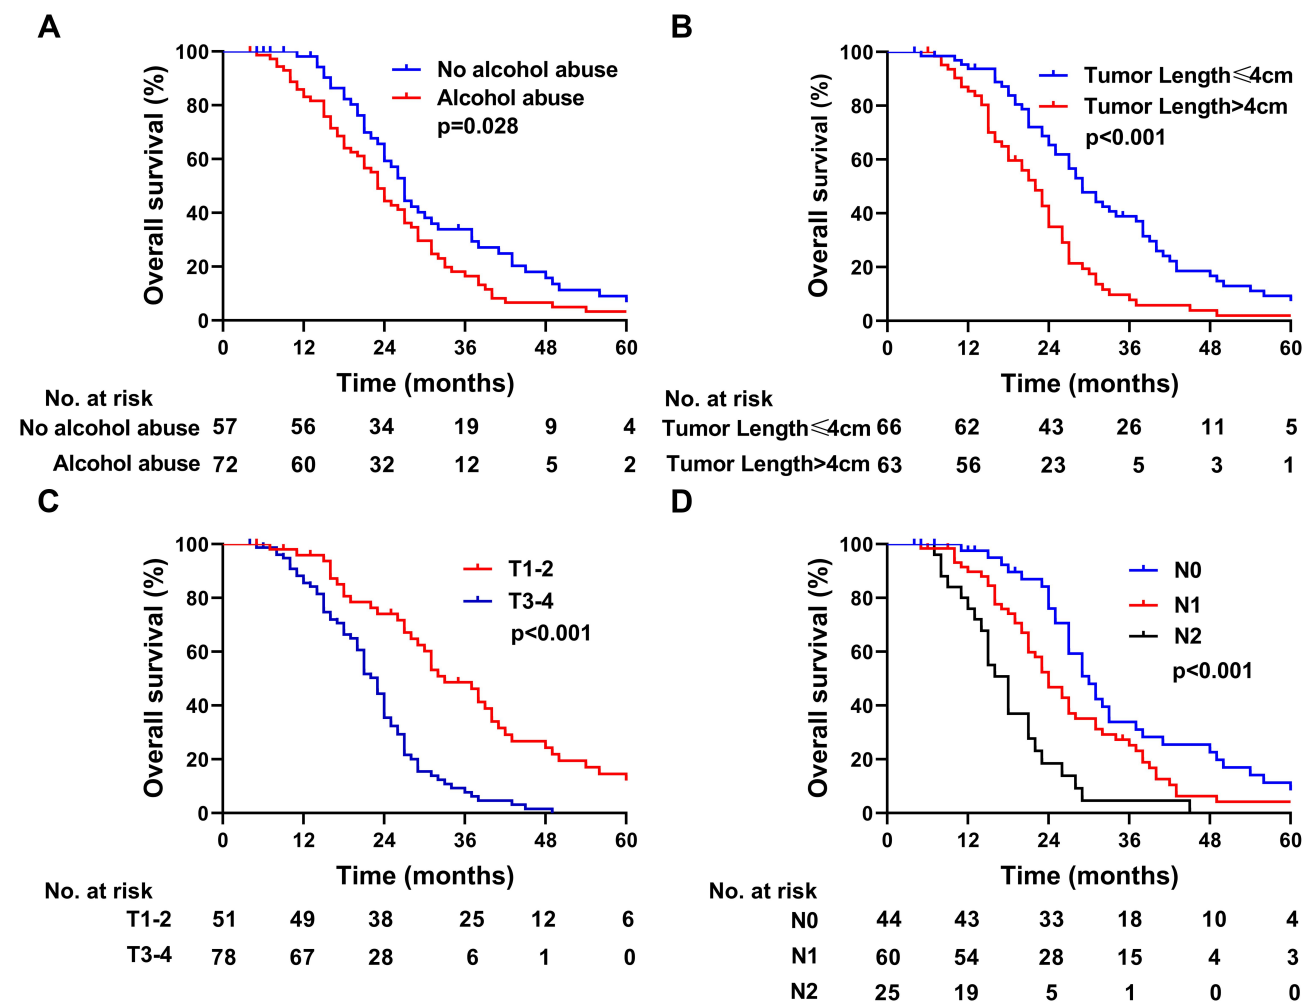 A
Overall survival (%)
100
80
60
40
20
0
0 12 24 36 48 60
Time (months)
No alcohol abuse
Alcohol abuse
p=0.028
No. at risk
No alcohol abuse 57 56 34 19 9 4
Alcohol abuse 72 60 32 12 5 2
B
Overall survival (%)
100
80
60
40
20
0
0 12 24 36 48 60
Time (months)
Tumor Length⩽4cm
Tumor Length>4cm
p<0.001
No. at risk
Tumor Length⩽4cm 66 62 43 26 11 5
Tumor Length>4cm 63 56 23 5 3 1
C
Overall survival (%)
100
80
60
40
20
0
0 12 24 36 48 60
Time (months)
T1-2
T3-4
p<0.001
No. at risk
T1-2 51 49 38 25 12 6
T3-4 78 67 28 6 1 0
D
Overall survival (%)
100
80
60
40
20
0
0 12 24 36 48 60
Time (months)
N0
N1
N2
p<0.001
No. at risk
N0 44 43 33 18 10 4
N1 60 54 28 15 4 3
N2 25 19 5 1 0 0